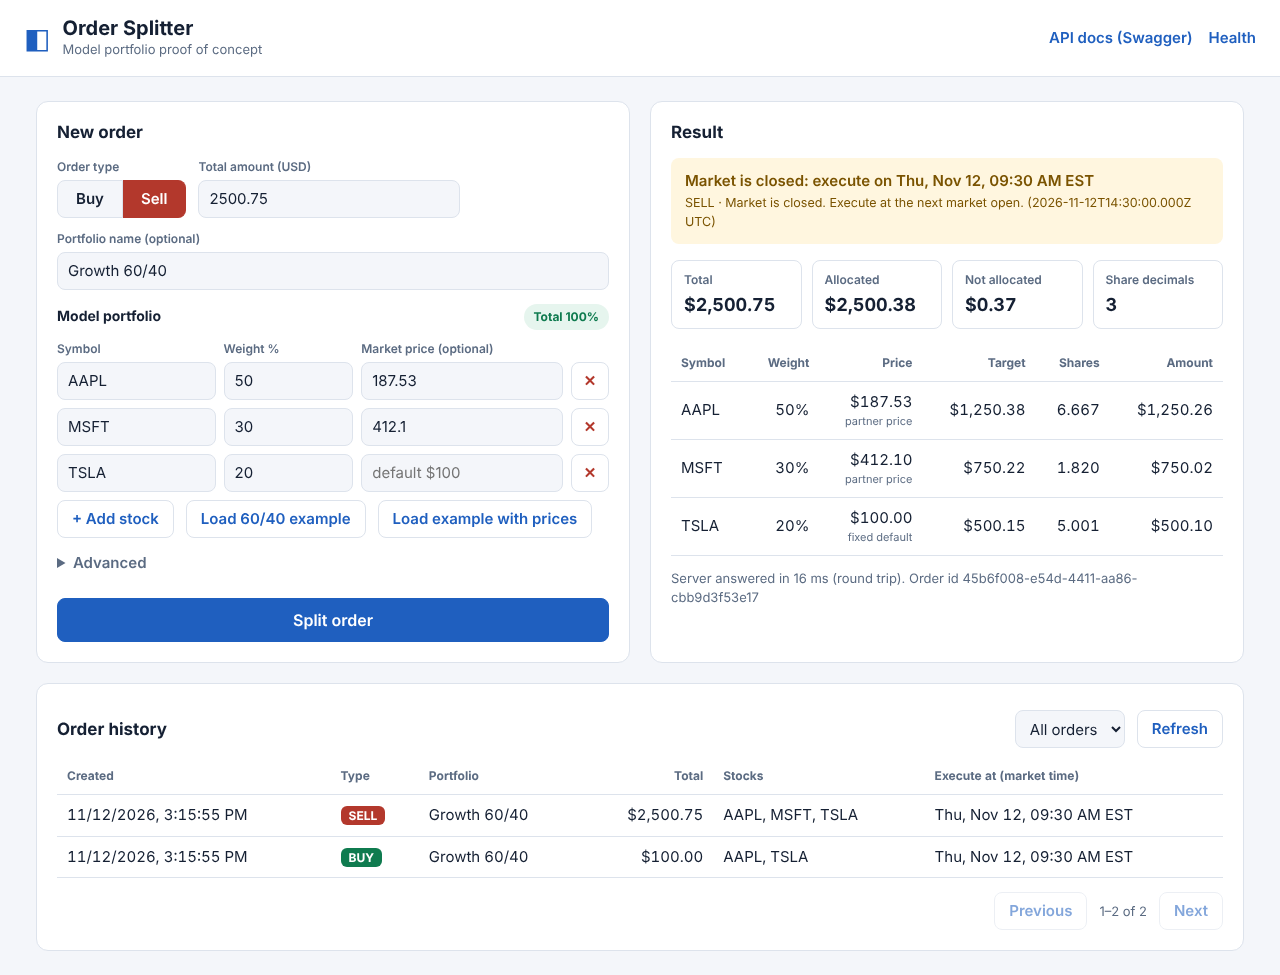 Order Splitter
Model portfolio proof of concept
API docs (Swagger) Health
New order
Order type Total amount (USD)
Buy Sell 2500.75
Portfolio name (optional)
Growth 60/40
Model portfolio Total 100%
Symbol Weight % Market price (optional)
AAPL 50 187.53 ✕
MSFT 30 412.1 ✕
TSLA 20 default $100 ✕
+ Add stock Load 60/40 example Load example with prices
▶ Advanced
Split order
Result
Market is closed: execute on Thu, Nov 12, 09:30 AM EST
SELL · Market is closed. Execute at the next market open. (2026-11-12T14:30:00.000Z
UTC)
Total Allocated Not allocated Share decimals
$2,500.75 $2,500.38 $0.37 3
Symbol Weight Price Target Shares Amount
AAPL 50% $187.53 $1,250.38 6.667 $1,250.26
partner price
MSFT 30% $412.10 $750.22 1.820 $750.02
partner price
TSLA 20% $100.00 $500.15 5.001 $500.10
fixed default
Server answered in 16 ms (round trip). Order id 45b6f008-e54d-4411-aa86-
cbb9d3f53e17
Order history All orders Refresh
Created Type Portfolio Total Stocks Execute at (market time)
11/12/2026, 3:15:55 PM SELL Growth 60/40 $2,500.75 AAPL, MSFT, TSLA Thu, Nov 12, 09:30 AM EST
11/12/2026, 3:15:55 PM BUY Growth 60/40 $100.00 AAPL, TSLA Thu, Nov 12, 09:30 AM EST
Previous 1–2 of 2 Next